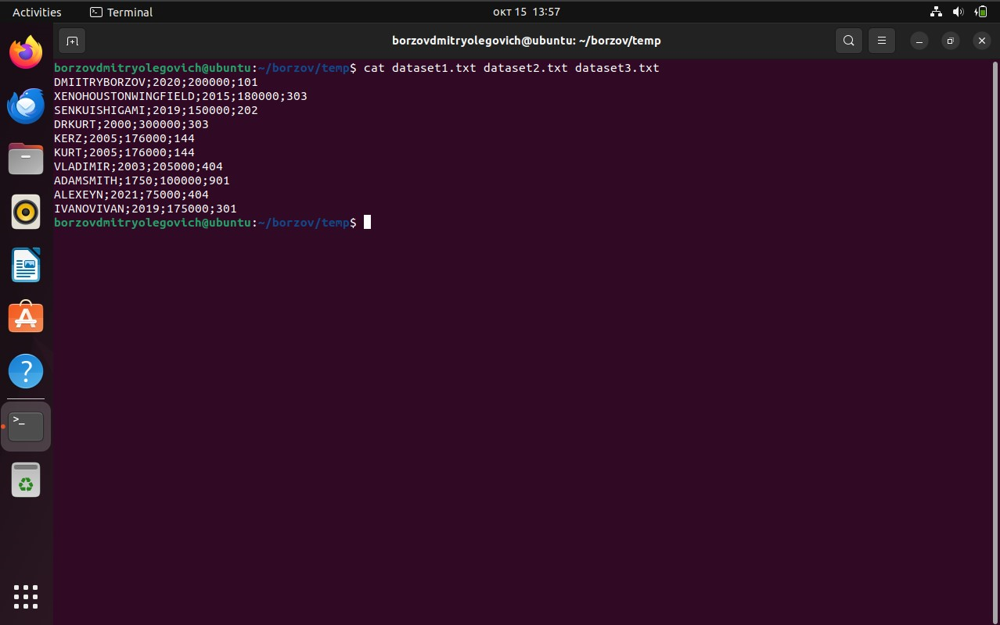 Activities
Terminal
окт 15 13:57
borzovdmitryolegovich@ubuntu: ~/borzov/temp
borzovdmitryolegovich@ubuntu:~/borzov/temp$ cat dataset1.txt dataset2.txt dataset3.txt
DMIITRYBORZOV;2020;200000;101
XENOHOUSTONWINGFIELD;2015;180000;303
SENKUISHIGAMI;2019;150000;202
DRKURT;2000;300000;303
KERZ;2005;176000;144
KURT;2005;176000;144
VLADIMIR;2003;205000;404
ADAMSMITH;1750;100000;901
ALEXEYN;2021;75000;404
IVANOVIVAN;2019;175000;301
borzovdmitryolegovich@ubuntu:~/borzov/temp$